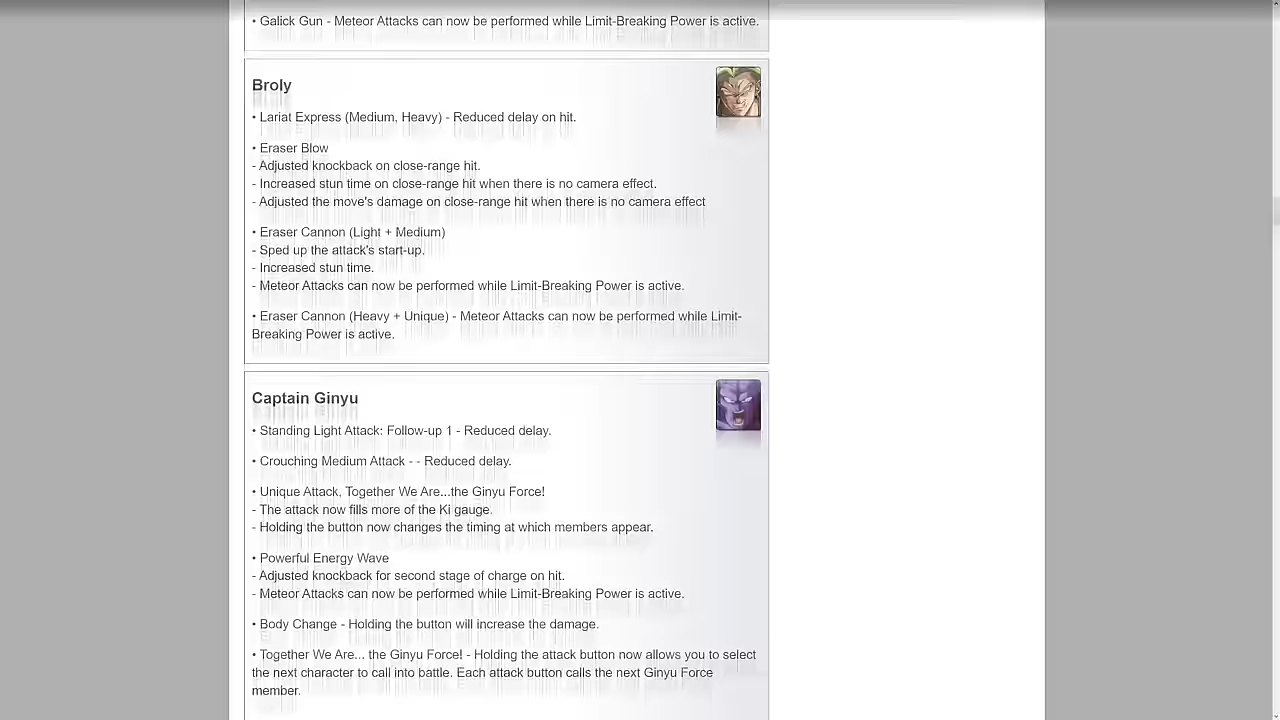 • Galick Gun - Meteor Attacks can now be performed while Limit-Breaking Power is active.
Broly
• Lariat Express (Medium, Heavy) - Reduced delay on hit.
• Eraser Blow
- Adjusted knockback on close-range hit.
- Increased stun time on close-range hit when there is no camera effect.
- Adjusted the move's damage on close-range hit when there is no camera effect
• Eraser Cannon (Light + Medium)
- Sped up the attack's start-up.
- Increased stun time.
- Meteor Attacks can now be performed while Limit-Breaking Power is active.
• Eraser Cannon (Heavy + Unique) - Meteor Attacks can now be performed while Limit-
Breaking Power is active.
Captain Ginyu
• Standing Light Attack: Follow-up 1 - Reduced delay.
• Crouching Medium Attack - - Reduced delay.
• Unique Attack, Together We Are...the Ginyu Force!
- The attack now fills more of the Ki gauge.
- Holding the button now changes the timing at which members appear.
• Powerful Energy Wave
- Adjusted knockback for second stage of charge on hit.
- Meteor Attacks can now be performed while Limit-Breaking Power is active.
• Body Change - Holding the button will increase the damage.
• Together We Are... the Ginyu Force! - Holding the attack button now allows you to select
the next character to call into battle. Each attack button calls the next Ginyu Force
member.